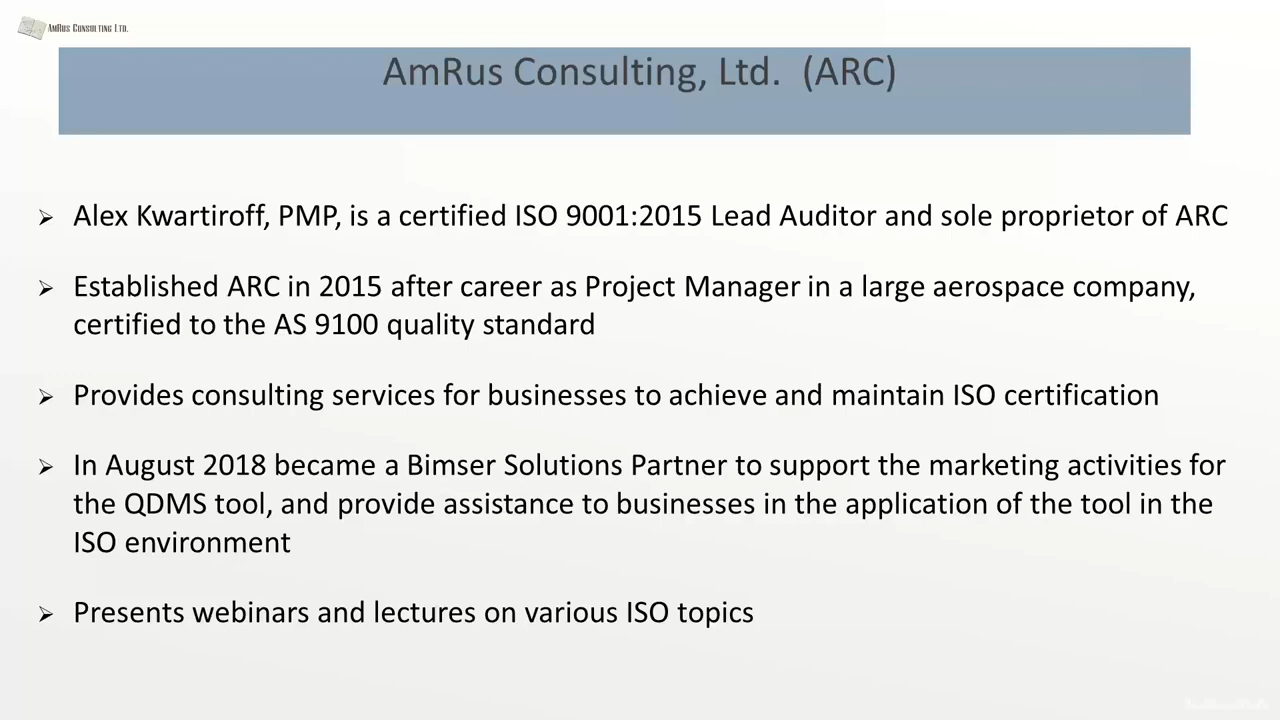 AMRUS CONSULTING LTD.
AmRus Consulting, Ltd. (ARC)
➢ Alex Kwartiroff, PMP, is a certified ISO 9001:2015 Lead Auditor and sole proprietor of ARC
➢ Established ARC in 2015 after career as Project Manager in a large aerospace company,
certified to the AS 9100 quality standard
➢ Provides consulting services for businesses to achieve and maintain ISO certification
➢ In August 2018 became a Bimser Solutions Partner to support the marketing activities for
the QDMS tool, and provide assistance to businesses in the application of the tool in the
ISO environment
➢ Presents webinars and lectures on various ISO topics